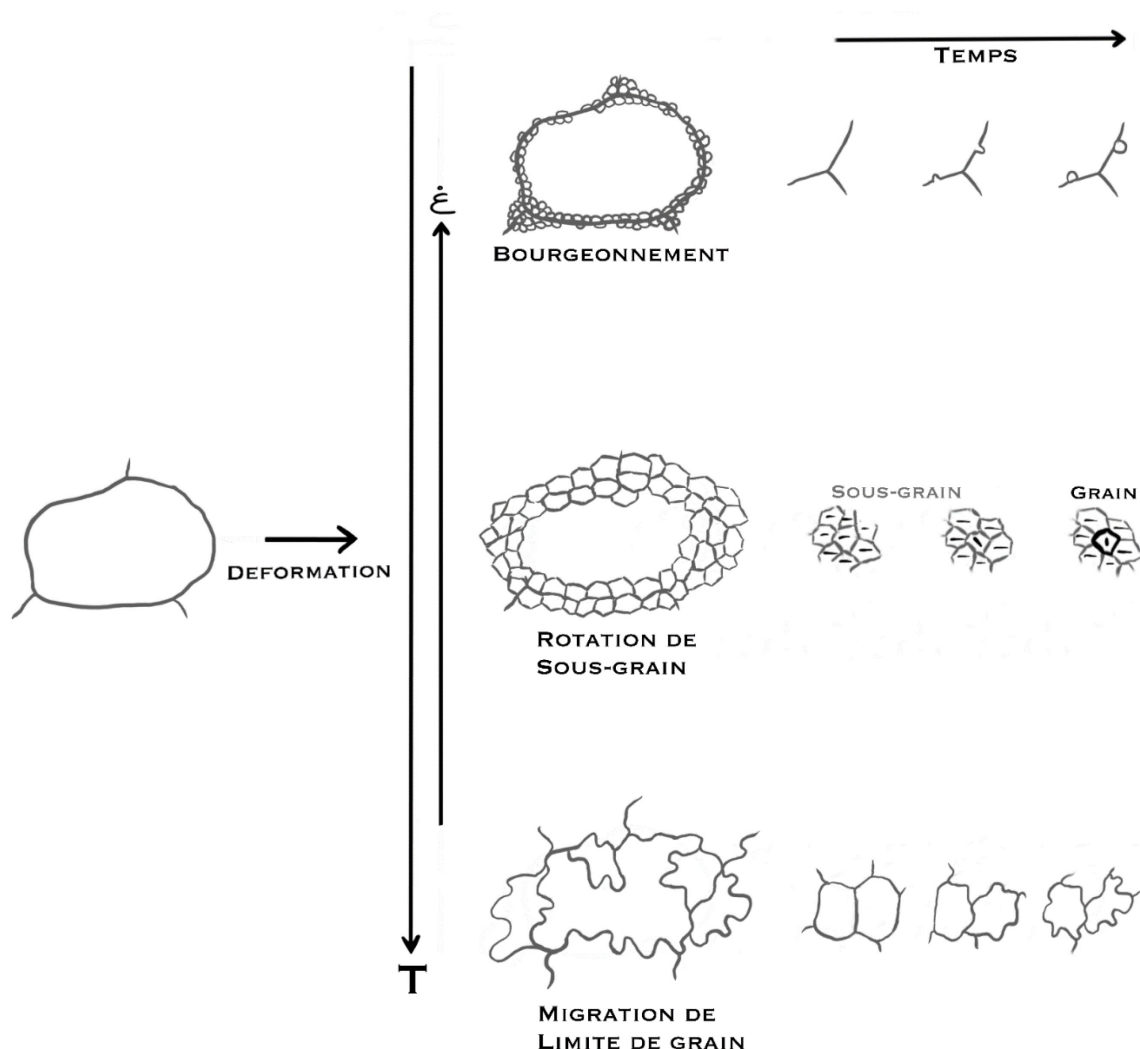 TEMPS
ε̇
BOURGEONNEMENT
SOUS-GRAIN
GRAIN
DEFORMATION
ROTATION DE
SOUS-GRAIN
T
MIGRATION DE
LIMITE DE GRAIN